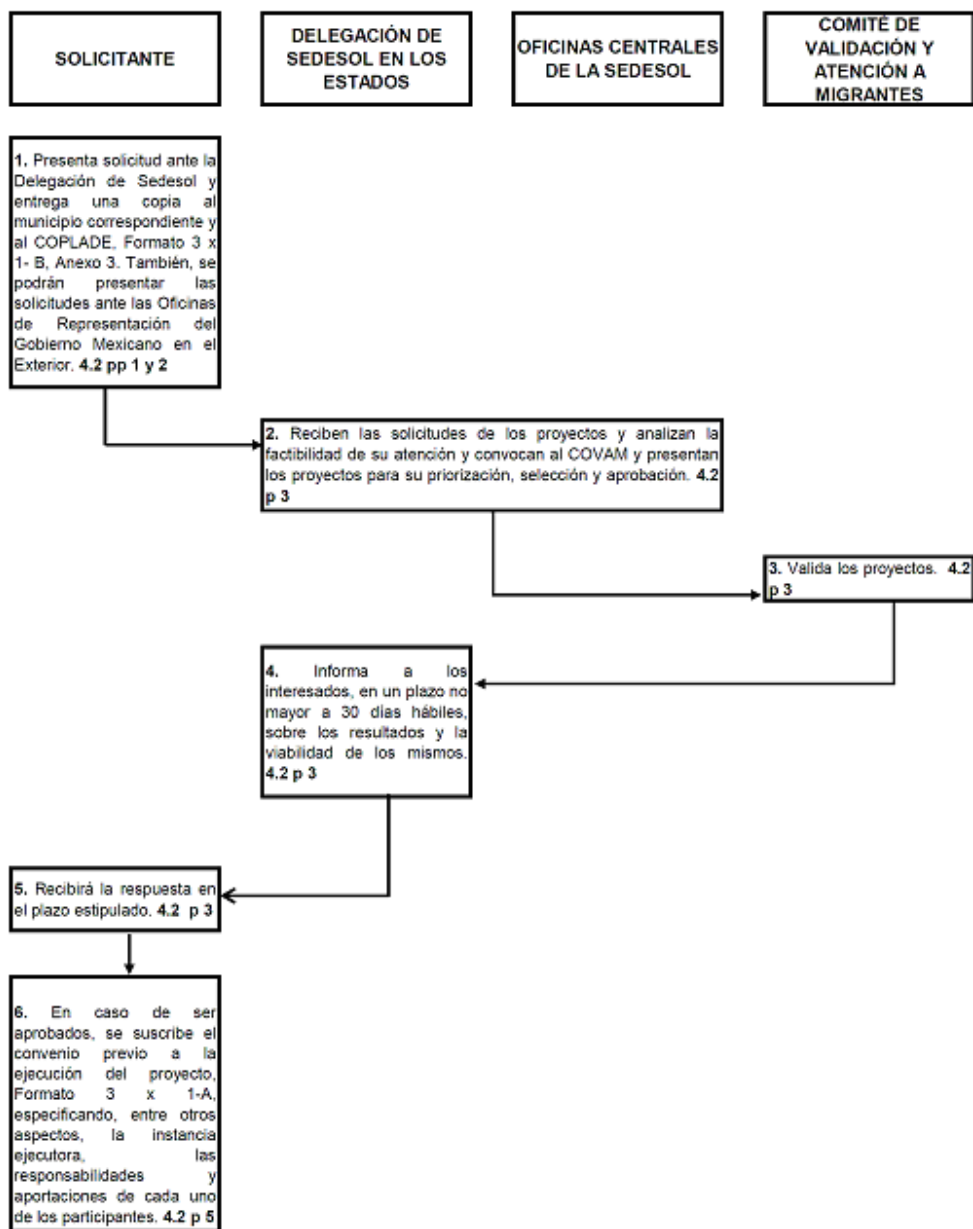 SOLICITANTE
DELEGACIÓN DE
SEDESOL EN LOS
ESTADOS
OFICINAS CENTRALES
DE LA SEDESOL
COMITÉ DE
VALIDACIÓN Y
ATENCIÓN A
MIGRANTES
1. Presenta solicitud ante la
Delegación de Sedesol y
entrega una copia al
municipio correspondiente y
al COPLADE, Formato 3 x
1- B, Anexo 3. También, se
podrán presentar las
solicitudes ante las Oficinas
de Representación del
Gobierno Mexicano en el
Exterior. 4.2 pp 1 y 2
2. Reciben las solicitudes de los proyectos y analizan la
factibilidad de su atención y convocan al COVAM y presentan
los proyectos para su priorización, selección y aprobación. 4.2
p 3
3. Valida los proyectos. 4.2
p 3
4. Informa a los
interesados, en un plazo no
mayor a 30 días hábiles,
sobre los resultados y la
viabilidad de los mismos.
4.2 p 3
5. Recibirá la respuesta en
el plazo estipulado. 4.2 p 3
6. En caso de ser
aprobados, se suscribe el
convenio previo a la
ejecución del proyecto,
Formato 3 x 1-A,
especificando, entre otros
aspectos, la instancia
ejecutora, las
responsabilidades y
aportaciones de cada uno
de los participantes. 4.2 p 5